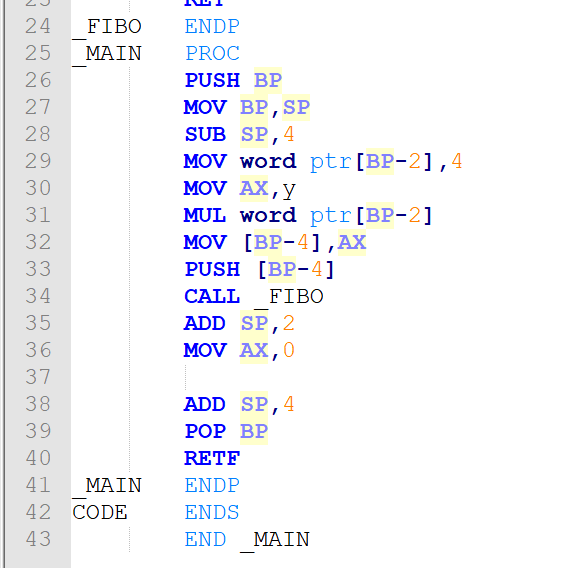 23 RET
24 _FIBO ENDP
25 _MAIN PROC
26 PUSH BP
27 MOV BP,SP
28 SUB SP,4
29 MOV word ptr[BP-2],4
30 MOV AX,y
31 MUL word ptr[BP-2]
32 MOV [BP-4],AX
33 PUSH [BP-4]
34 CALL _FIBO
35 ADD SP,2
36 MOV AX,0
37
38 ADD SP,4
39 POP BP
40 RETF
41 _MAIN ENDP
42 CODE ENDS
43 END _MAIN